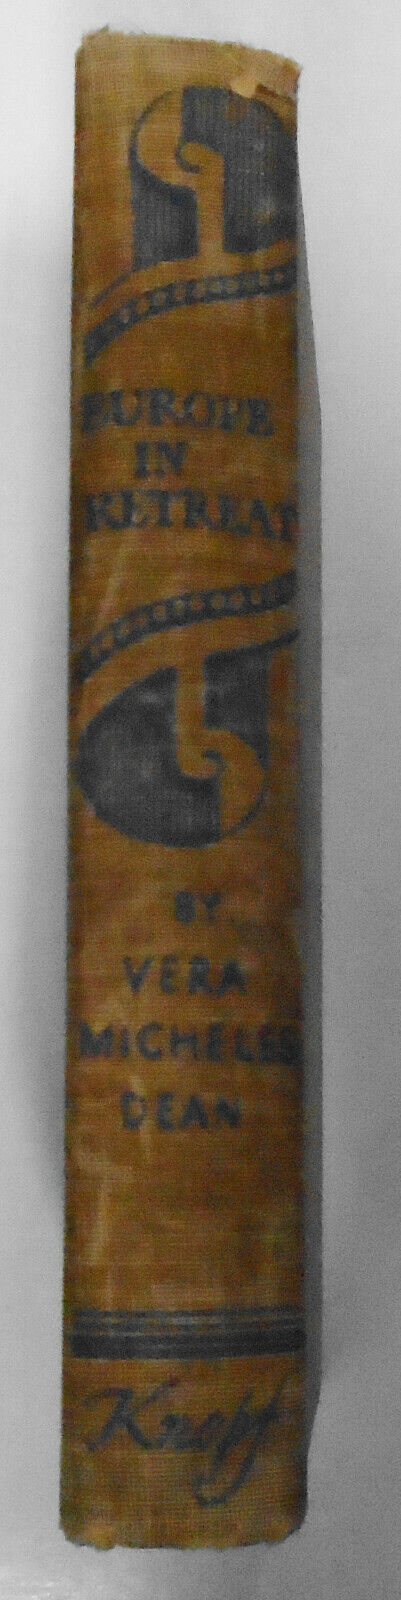 EUROPE
IN
RETREAT
BY
VERA
MICHELES
DEAN
Knopf